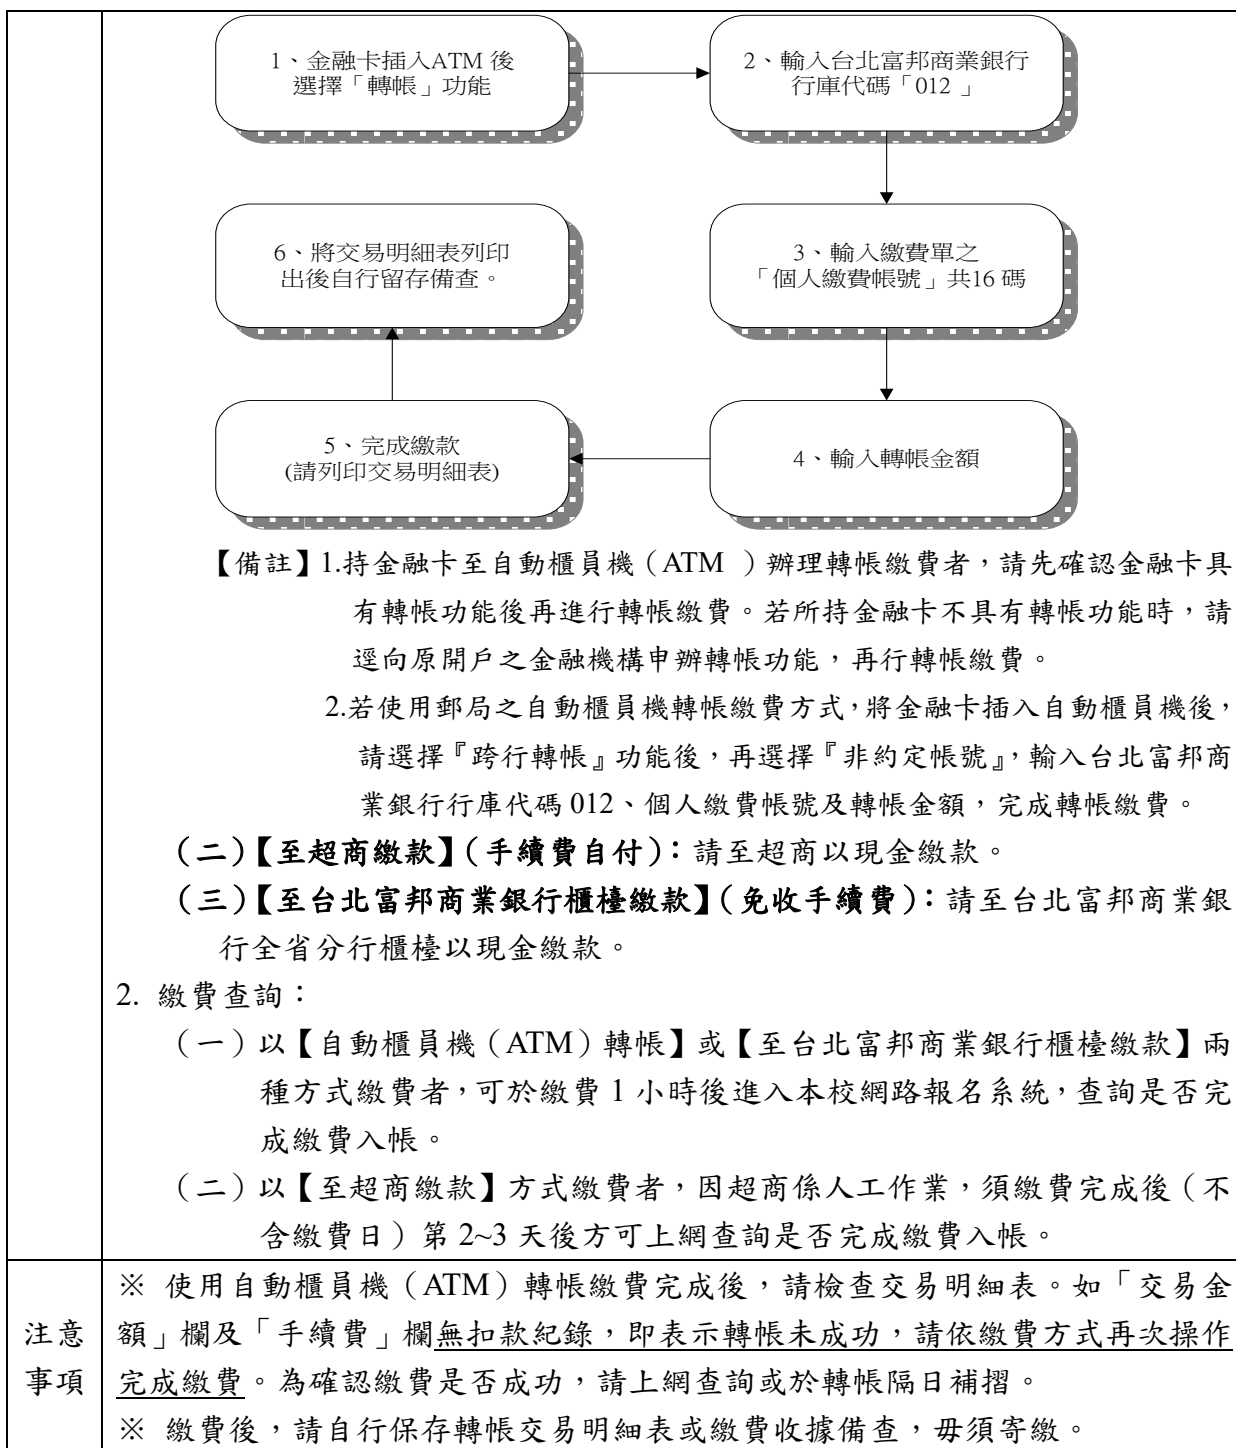 1、金融卡插入ATM 後
選擇「轉帳」功能
2、輸入台北富邦商業銀行
行庫代碼「012 」
3、輸入繳費單之
「個人繳費帳號」共16 碼
4、輸入轉帳金額
5、完成繳款
(請列印交易明細表)
6、將交易明細表列印
出後自行留存備查。
【備註】1.持金融卡至自動櫃員機（ATM ）辦理轉帳繳費者，請先確認金融卡具
有轉帳功能後再進行轉帳繳費。若所持金融卡不具有轉帳功能時，請
逕向原開戶之金融機構申辦轉帳功能，再行轉帳繳費。
2.若使用郵局之自動櫃員機轉帳繳費方式，將金融卡插入自動櫃員機後，
請選擇『跨行轉帳』功能後，再選擇『非約定帳號』，輸入台北富邦商
業銀行行庫代碼 012、個人繳費帳號及轉帳金額，完成轉帳繳費。
（二）【至超商繳款】（手續費自付）：請至超商以現金繳款。
（三）【至台北富邦商業銀行櫃檯繳款】（免收手續費）：請至台北富邦商業銀
行全省分行櫃檯以現金繳款。
2. 繳費查詢：
（一）以【自動櫃員機（ATM）轉帳】或【至台北富邦商業銀行櫃檯繳款】兩
種方式繳費者，可於繳費 1 小時後進入本校網路報名系統，查詢是否完
成繳費入帳。
（二）以【至超商繳款】方式繳費者，因超商係人工作業，須繳費完成後（不
含繳費日）第 2~3 天後方可上網查詢是否完成繳費入帳。
注意
事項
※ 使用自動櫃員機（ATM）轉帳繳費完成後，請檢查交易明細表。如「交易金
額」欄及「手續費」欄無扣款紀錄，即表示轉帳未成功，請依繳費方式再次操作
完成繳費。為確認繳費是否成功，請上網查詢或於轉帳隔日補摺。
※ 繳費後，請自行保存轉帳交易明細表或繳費收據備查，毋須寄繳。